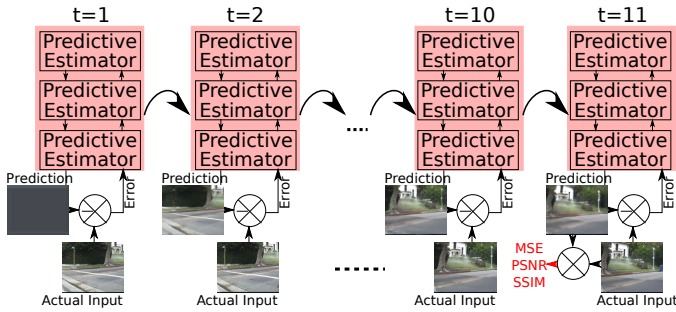 t=1
t=2
t=10
t=11
Predictive
Estimator
Predictive
Estimator
Predictive
Estimator
Predictive
Estimator
Predictive
Estimator
Predictive
Estimator
Predictive
Estimator
Predictive
Estimator
Predictive
Estimator
Predictive
Estimator
Predictive
Estimator
Predictive
Estimator
Prediction
Error
Prediction
Error
Prediction
Error
Prediction
Error
MSE
PSNR
SSIM
Actual Input
Actual Input
Actual Input
Actual Input